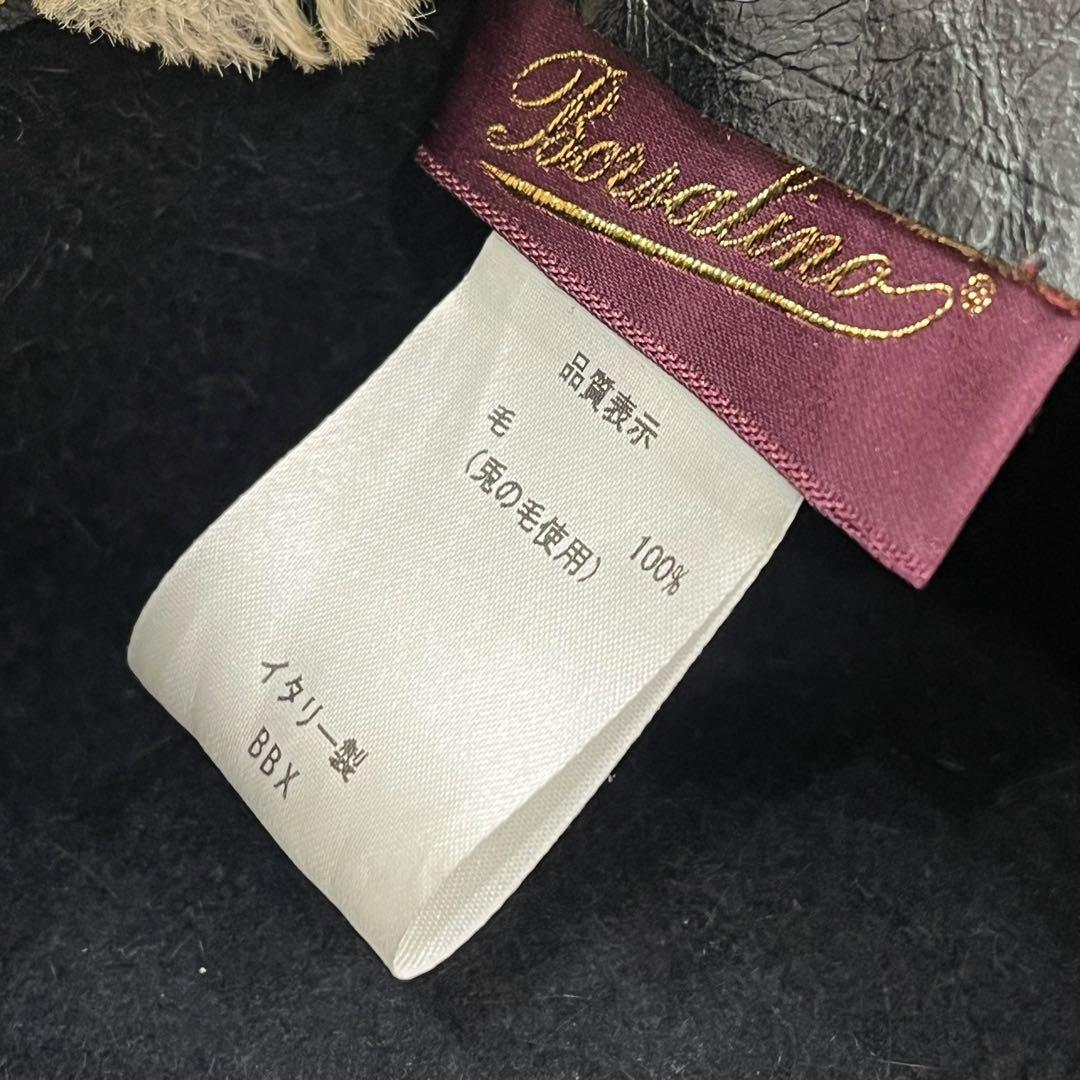 Borsalino
品質表示
毛 100%
(兎の毛使用)
イタリー製
BBX